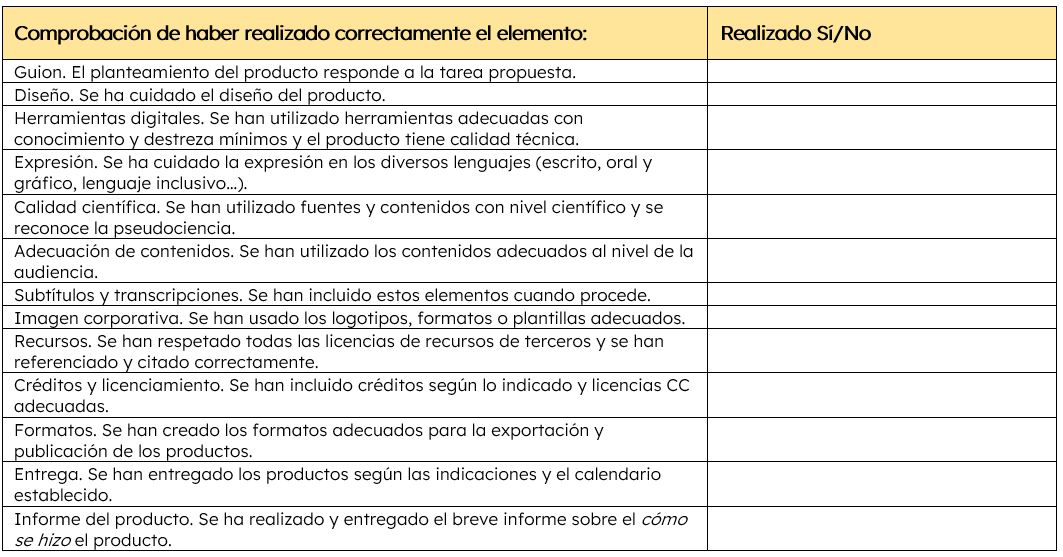 Comprobación de haber realizado correctamente el elemento:
Realizado Sí/No
Guion. El planteamiento del producto responde a la tarea propuesta.
Diseño. Se ha cuidado el diseño del producto.
Herramientas digitales. Se han utilizado herramientas adecuadas con
conocimiento y destreza mínimos y el producto tiene calidad técnica.
Expresión. Se ha cuidado la expresión en los diversos lenguajes (escrito, oral y
gráfico, lenguaje inclusivo…).
Calidad científica. Se han utilizado fuentes y contenidos con nivel científico y se
reconoce la pseudociencia.
Adecuación de contenidos. Se han utilizado los contenidos adecuados al nivel de la
audiencia.
Subtítulos y transcripciones. Se han incluido estos elementos cuando procede.
Imagen corporativa. Se han usado los logotipos, formatos o plantillas adecuados.
Recursos. Se han respetado todas las licencias de recursos de terceros y se han
referenciado y citado correctamente.
Créditos y licenciamiento. Se han incluido créditos según lo indicado y licencias CC
adecuadas.
Formatos. Se han creado los formatos adecuados para la exportación y
publicación de los productos.
Entrega. Se han entregado los productos según las indicaciones y el calendario
establecido.
Informe del producto. Se ha realizado y entregado el breve informe sobre el cómo
se hizo el producto.